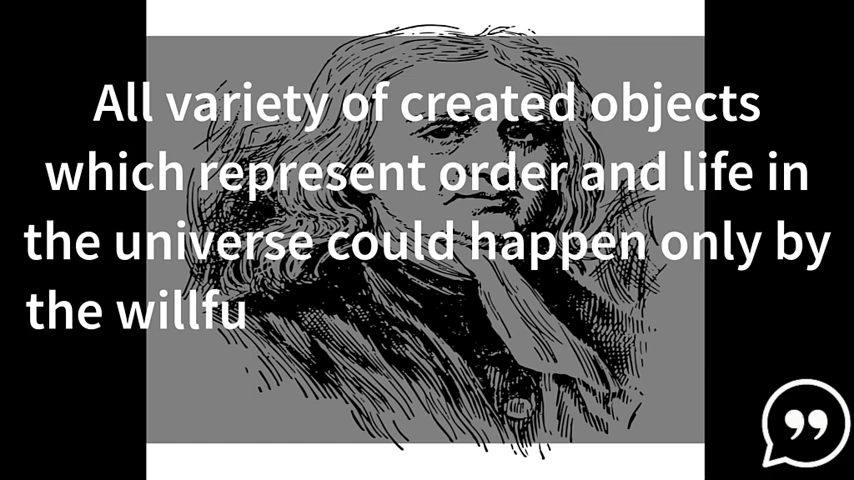 All variety of created objects
which represent order and life in
the universe could happen only by
the willfu